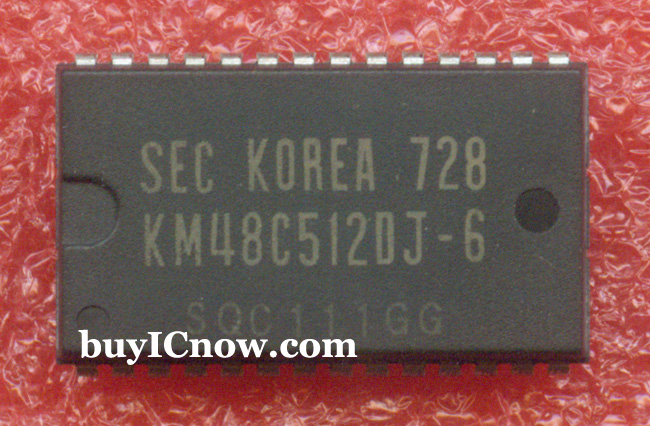 SEC KOREA 728
KM48C512DJ-6
SQC111GG
buyICnow.com